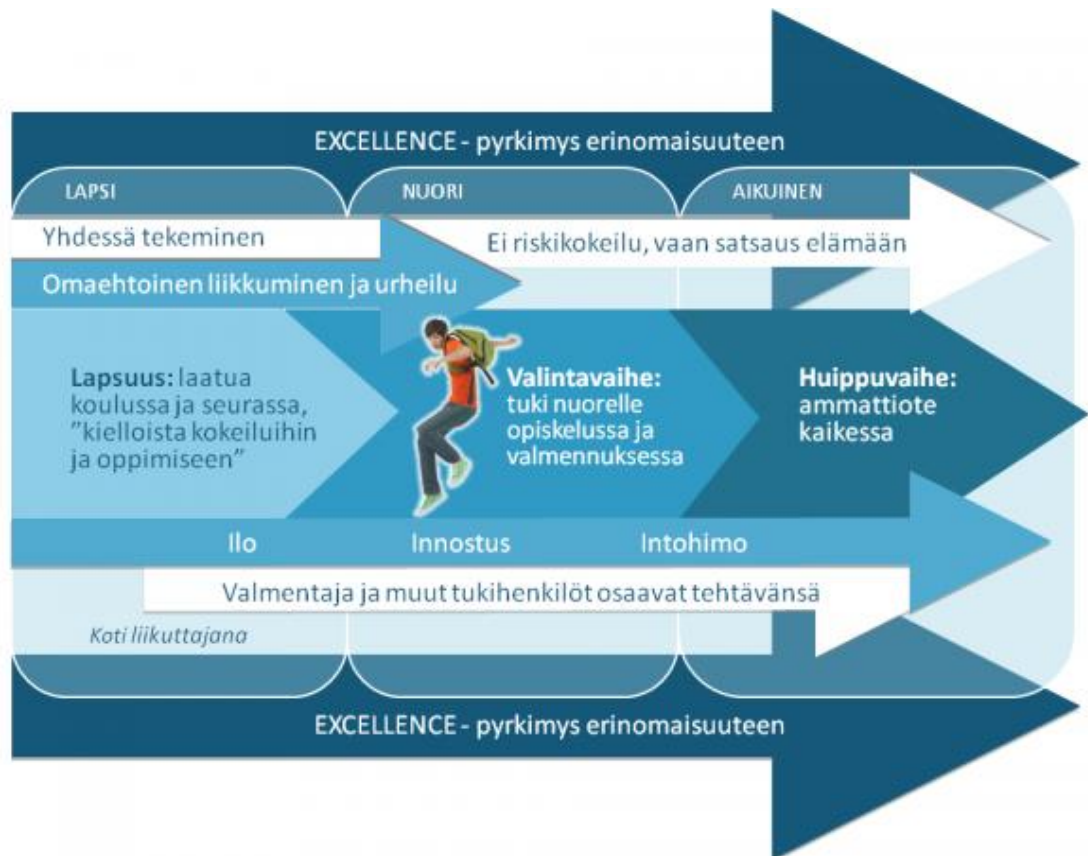 EXCELLENCE - pyrkimys erinomaisuuteen
LAPSI
NUORI
AIKUINEN
Yhdessä tekeminen
Ei riskikokeilu, vaan satsaus elämään
Omaehtoinen liikkuminen ja urheilu
Lapsuus: laatua
koulussa ja seurassa,
”kielloista kokeiluihin
ja oppimiseen”
Valintavaihe:
tuki nuorelle
opiskelussa ja
valmennuksessa
Huippuvaihe:
ammattiote
kaikessa
Ilo
Innostus
Intohimo
Valmentaja ja muut tukihenkilöt osaavat tehtävänsä
Koti liikuttajana
EXCELLENCE - pyrkimys erinomaisuuteen